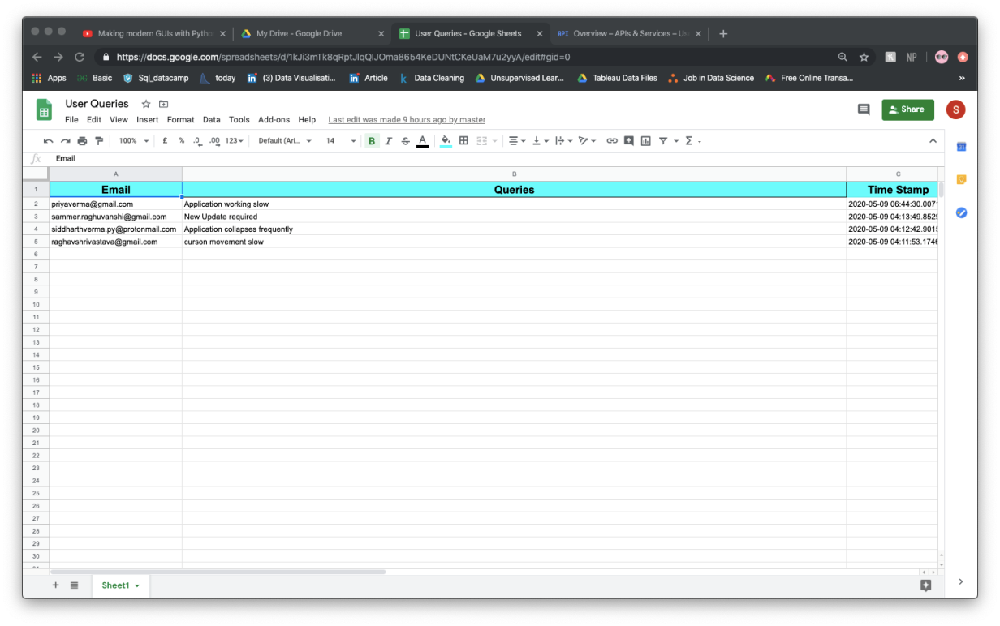 Making modern GUIs with Pytho
My Drive - Google Drive
User Queries - Google Sheets
API Overview – APIs & Services – Us
https://docs.google.com/spreadsheets/d/1kJi3mTk8qRptJlqQIJOma8654KeDUNtCKeUaM7u2yyA/edit#gid=0
NP
Apps Basic Sql_datacamp today (3) Data Visualisati... Article Data Cleaning Unsupervised Lear... Tableau Data Files Job in Data Science Free Online Transa... »
User Queries
Share
S
File Edit View Insert Format Data Tools Add-ons Help Last edit was made 9 hours ago by master
100% £ % .0 .00 123 Default (Ari... 14 B I S A Σ
fx Email
A B C
1 Email Queries Time Stamp
2 priyaverma@gmail.com Application working slow 2020-05-09 06:44:30.007
3 sammer.raghuvanshi@gmail.com New Update required 2020-05-09 04:13:49.8529
4 siddharthverma.py@protonmail.com Application collapses frequently 2020-05-09 04:12:42.901
5 raghavshrivastava@gmail.com curson movement slow 2020-05-09 04:11:53.1746
6
7
8
9
10
11
12
13
14
15
16
17
18
19
20
21
22
23
24
25
26
27
28
29
30
Sheet1